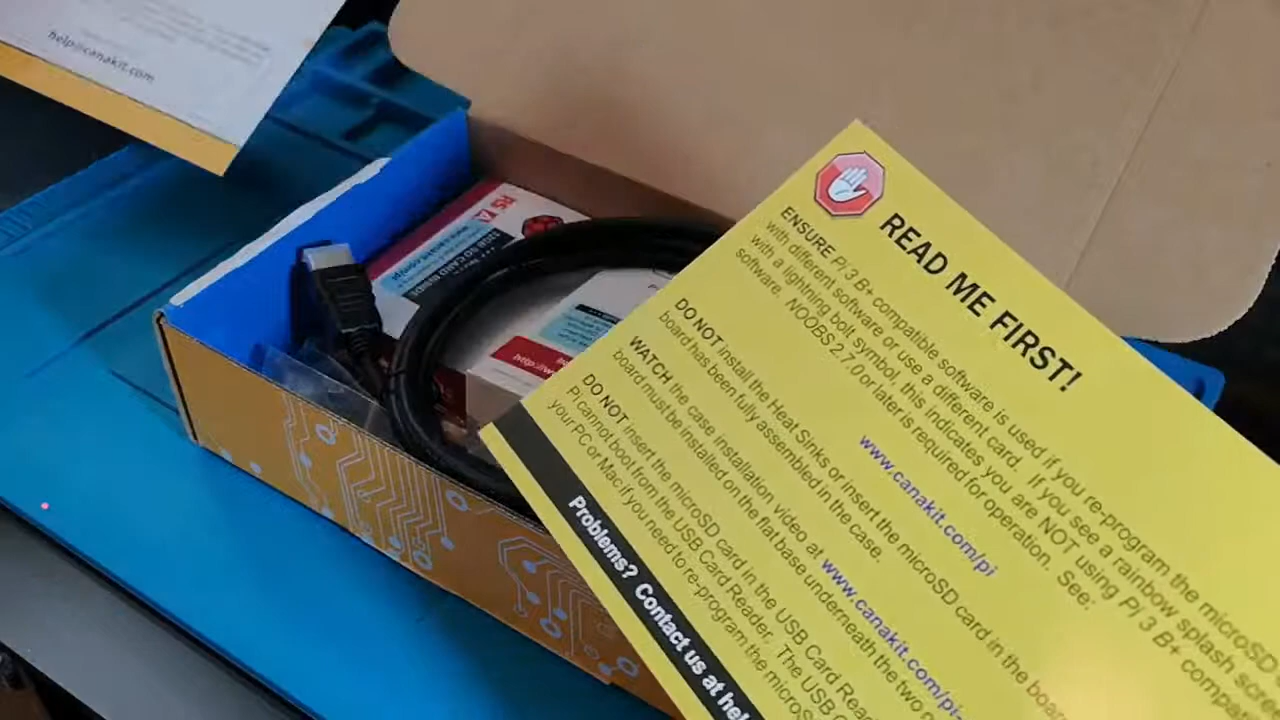 help@canakit.com
READ ME FIRST!
ENSURE Pi 3 B+ compatible software is used if you re-program the microSD
with different software or use a different card. If you see a rainbow splash screen
with a lightning bolt symbol, this indicates you are NOT using Pi 3 B+ compatible
software. NOOBS 2.7.0 or later is required for operation. See:
www.canakit.com/pi
DO NOT install the Heat Sinks or insert the microSD card in the board
board has been fully assembled in the case.
WATCH the case installation video at www.canakit.com/pi-
board must be installed on the flat base underneath the two
DO NOT insert the microSD card in the USB Card Reader
Pi cannot boot from the USB Card Reader. The USB
your PC or Mac if you need to re-program the microSD
Problems? Contact us at help